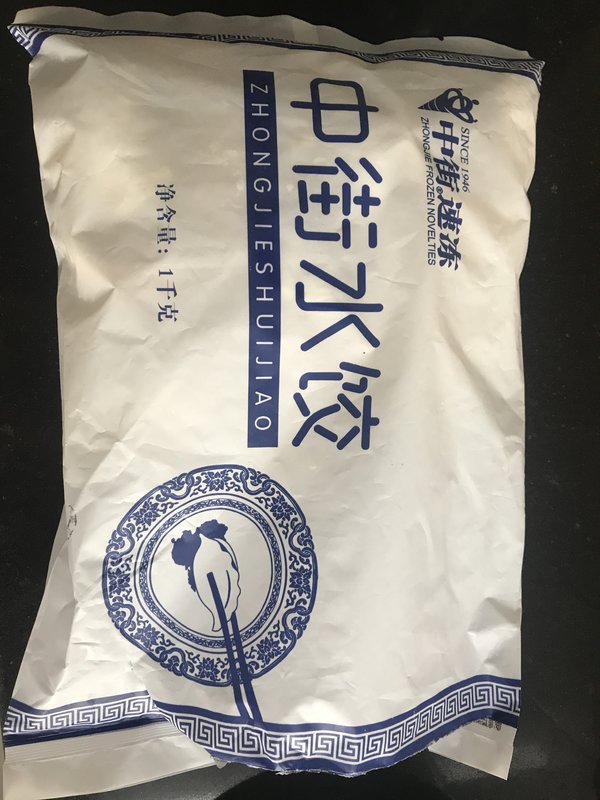 SINCE 1946
中街速冻
ZHONGJIE FROZEN NOVELTIES
中街水饺
ZHONGJIESHUIJIAO
净含量：1千克